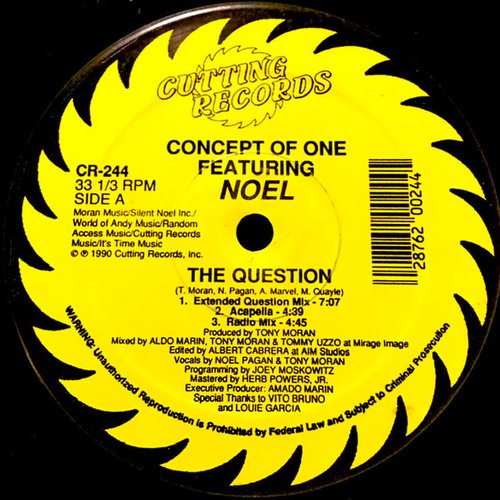 CUTTING
RECORDS
CONCEPT OF ONE
FEATURING
NOEL
CR-244
33 1/3 RPM
SIDE A
Moran Music/Silent Noel Inc./
World of Andy Music/Random
Access Music/Cutting Records
Music/It's Time Music
© ℗ 1990 Cutting Records, Inc.
28762 00244
THE QUESTION
(T. Moran, N. Pagan, A. Marvel, M. Quayle)
1. Extended Question Mix - 7:07
2. Acapella - 4:39
3. Radio Mix - 4:45
Produced by TONY MORAN
Mixed by ALDO MARIN, TONY MORAN & TOMMY UZZO at Mirage Image
Edited by ALBERT CABRERA at AIM Studios
Vocals by NOEL PAGAN & TONY MORAN
Programming by JOEY MOSKOWITZ
Mastered by HERB POWERS, JR.
Executive Producer: AMADO MARIN
Special Thanks to VITO BRUNO
and LOUIE GARCIA
WARNING: Unauthorized Reproduction is Prohibited by Federal Law and Subject to Criminal Prosecution